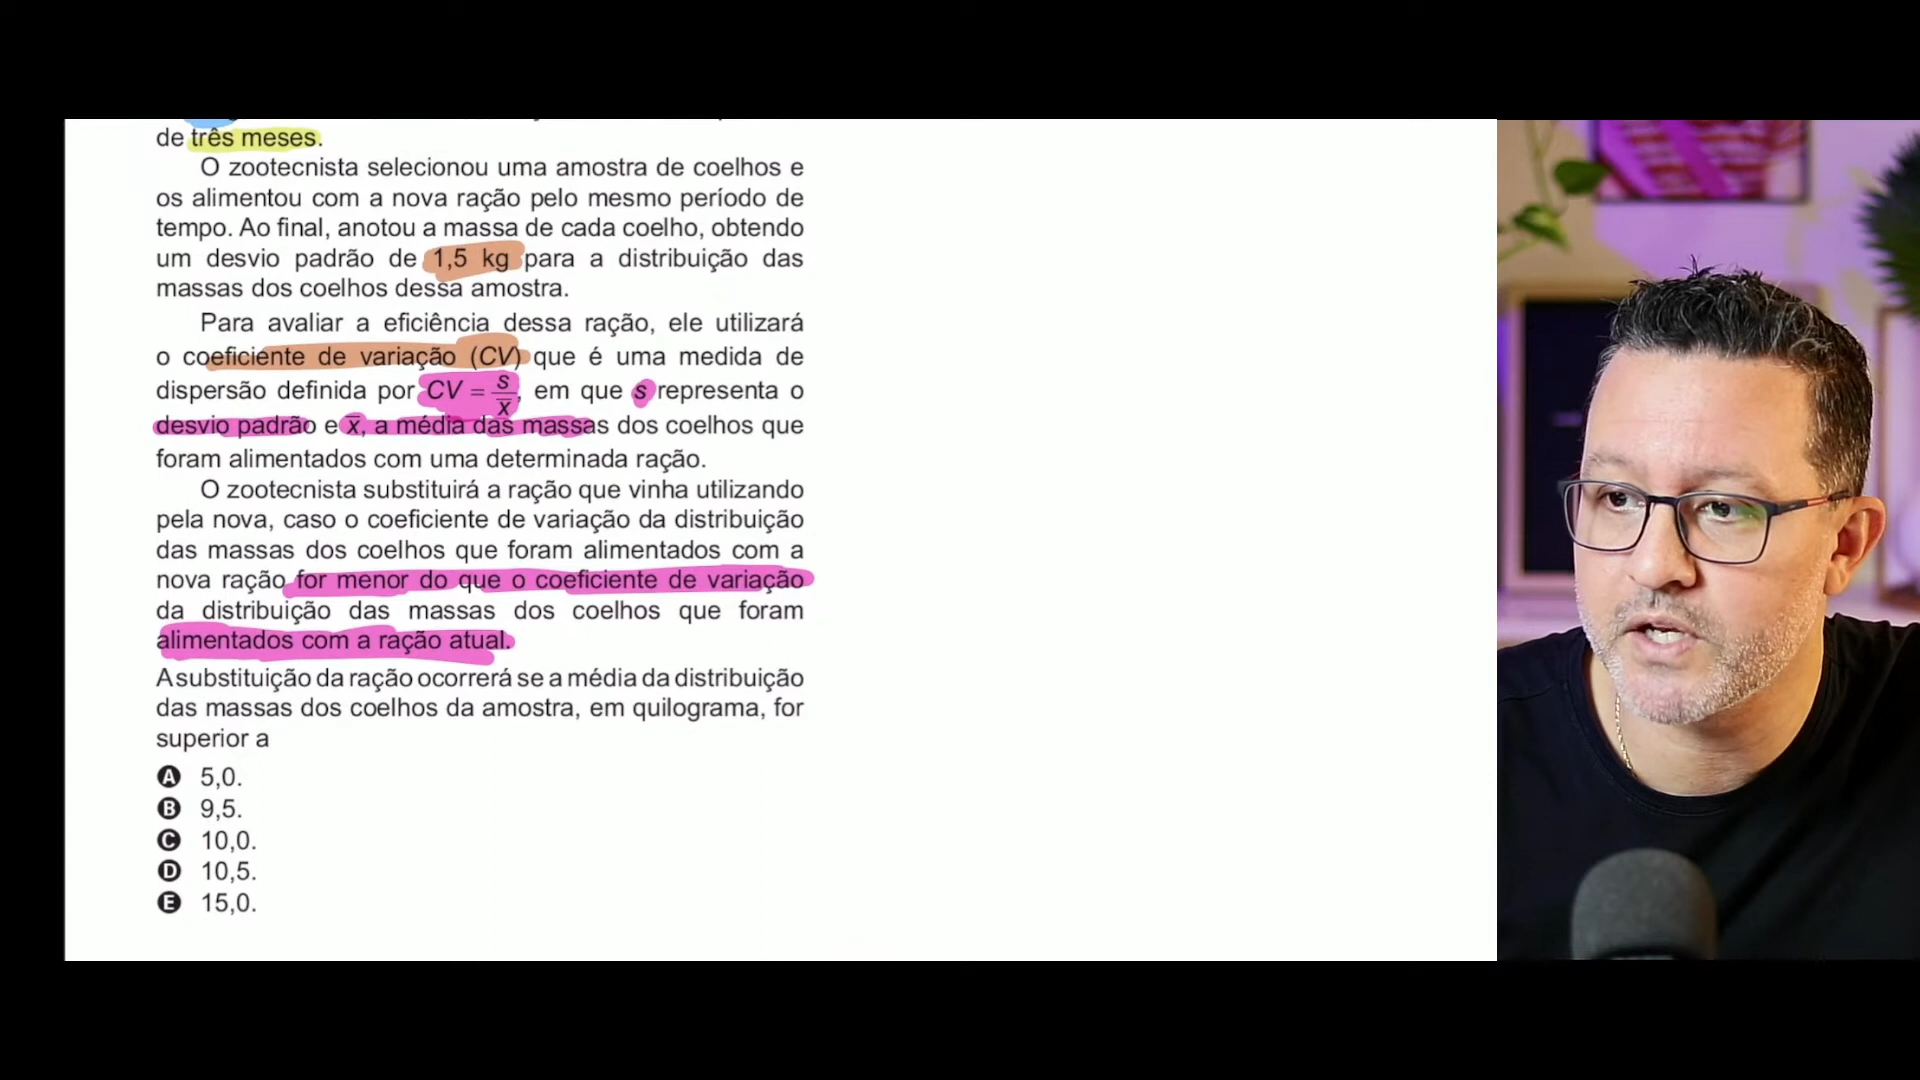 de três meses.
O zootecnista selecionou uma amostra de coelhos e
os alimentou com a nova ração pelo mesmo período de
tempo. Ao final, anotou a massa de cada coelho, obtendo
um desvio padrão de 1,5 kg para a distribuição das
massas dos coelhos dessa amostra.
Para avaliar a eficiência dessa ração, ele utilizará
o coeficiente de variação (CV) que é uma medida de
dispersão definida por CV = s/x̅, em que s representa o
desvio padrão e x̅, a média das massas dos coelhos que
foram alimentados com uma determinada ração.
O zootecnista substituirá a ração que vinha utilizando
pela nova, caso o coeficiente de variação da distribuição
das massas dos coelhos que foram alimentados com a
nova ração for menor do que o coeficiente de variação
da distribuição das massas dos coelhos que foram
alimentados com a ração atual.
A substituição da ração ocorrerá se a média da distribuição
das massas dos coelhos da amostra, em quilograma, for
superior a
A 5,0.
B 9,5.
C 10,0.
D 10,5.
E 15,0.